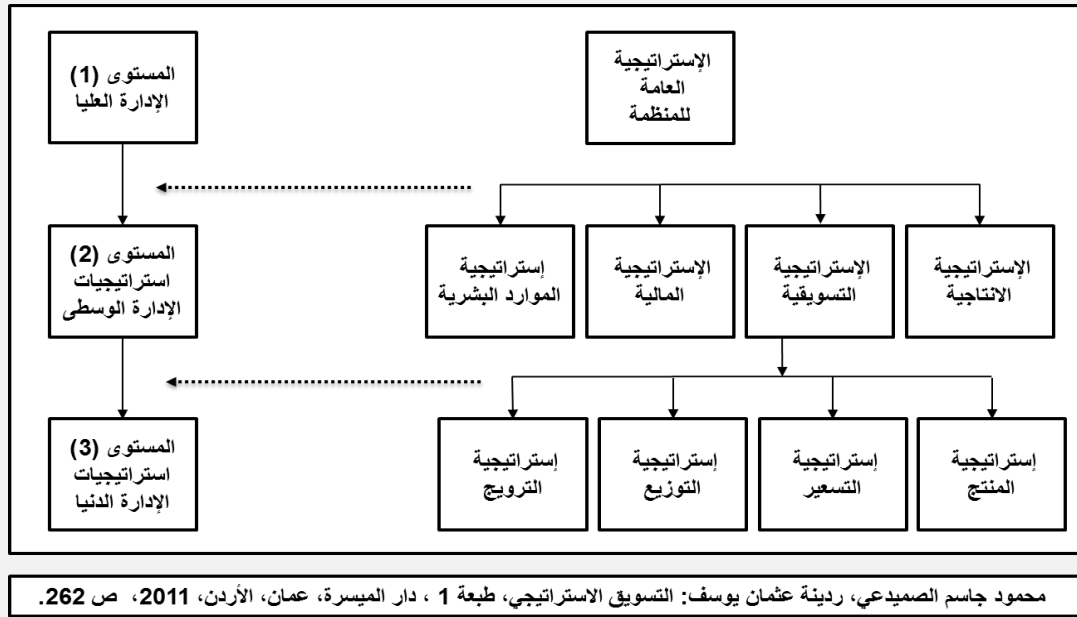 الإستراتيجية
العامة
للمنظمة
المستوى (1)
الإدارة العليا
الإستراتيجية
الانتاجية
الإستراتيجية
التسويقية
الإستراتيجية
المالية
إستراتيجية
الموارد البشرية
المستوى (2)
استراتيجيات
الإدارة الوسطى
إستراتيجية
المنتج
إستراتيجية
التسعير
إستراتيجية
التوزيع
إستراتيجية
الترويج
المستوى (3)
استراتيجيات
الإدارة الدنيا
محمود جاسم الصميدعي، ردينة عثمان يوسف: التسويق الاستراتيجي، طبعة 1 ، دار الميسرة، عمان، الأردن، 2011، ص 262.